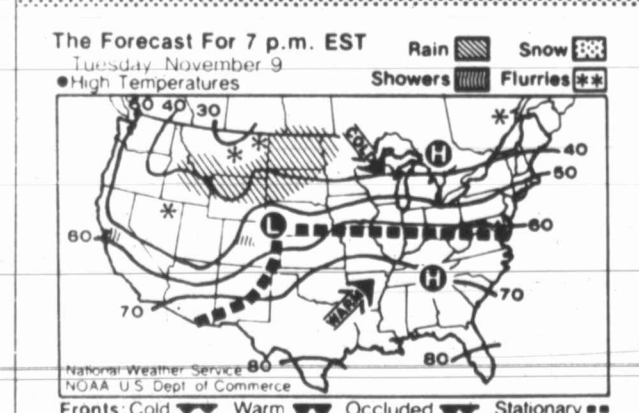 The Forecast For 7 p.m. EST
Tuesday, November 9
●High Temperatures
Rain Snow
Showers Flurries
50 40 30
COLD
H
40
50
L
60
60
H
70
WARM
70
80
80
National Weather Service
NOAA U S Dept of Commerce
Fronts: Cold Warm Occluded Stationary